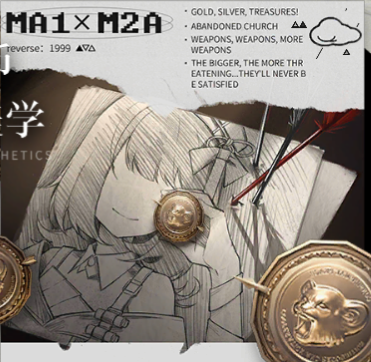 MA1×M2A
reverse: 1999
• GOLD, SILVER, TREASURES!
• ABANDONED CHURCH
• WEAPONS, WEAPONS, MORE
WEAPONS
• THE BIGGER, THE MORE THR
EATENING...THEY'LL NEVER B
E SATISFIED
学
HETICS